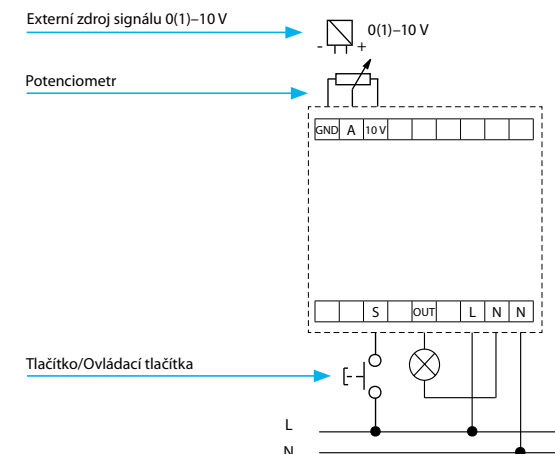 Externí zdroj signálu 0(1)–10 V
0(1)–10 V
- +
Potenciometr
GND A 10 V
S OUT L N N
Tlačítko/Ovládací tlačítka
L
N